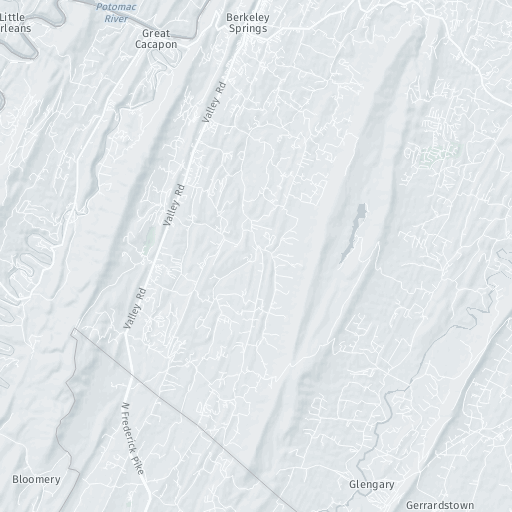 Potomac
River
Little
rleans
Great
Cacapon
Berkeley
Springs
Valley Rd
Valley Rd
Valley Rd
N Frederick Pike
Bloomery
Glengary
Gerrardstown